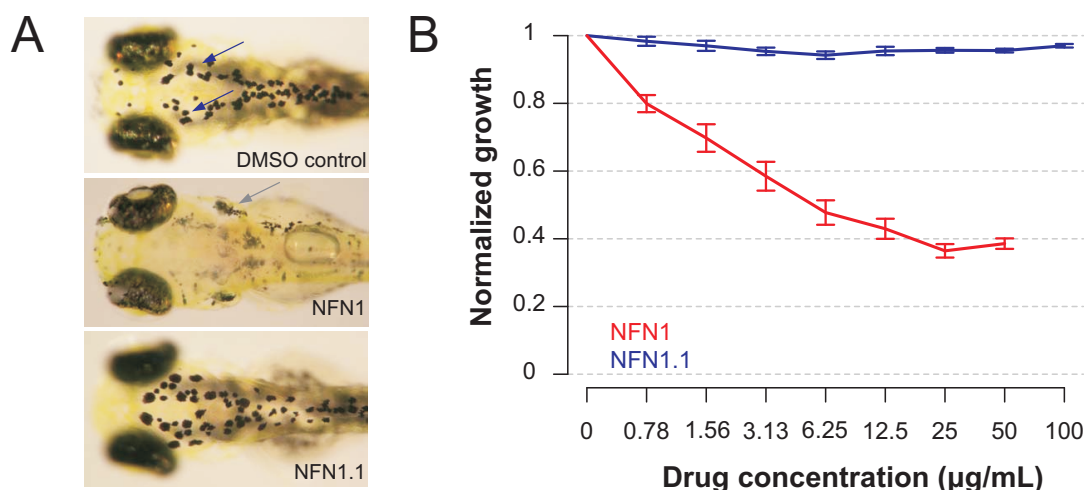 A
DMSO control
NFN1
NFN1.1
B
Normalized growth
1
0.8
0.6
0.4
0.2
0
NFN1
NFN1.1
0 0.78 1.56 3.13 6.25 12.5 25 50 100
Drug concentration (µg/mL)